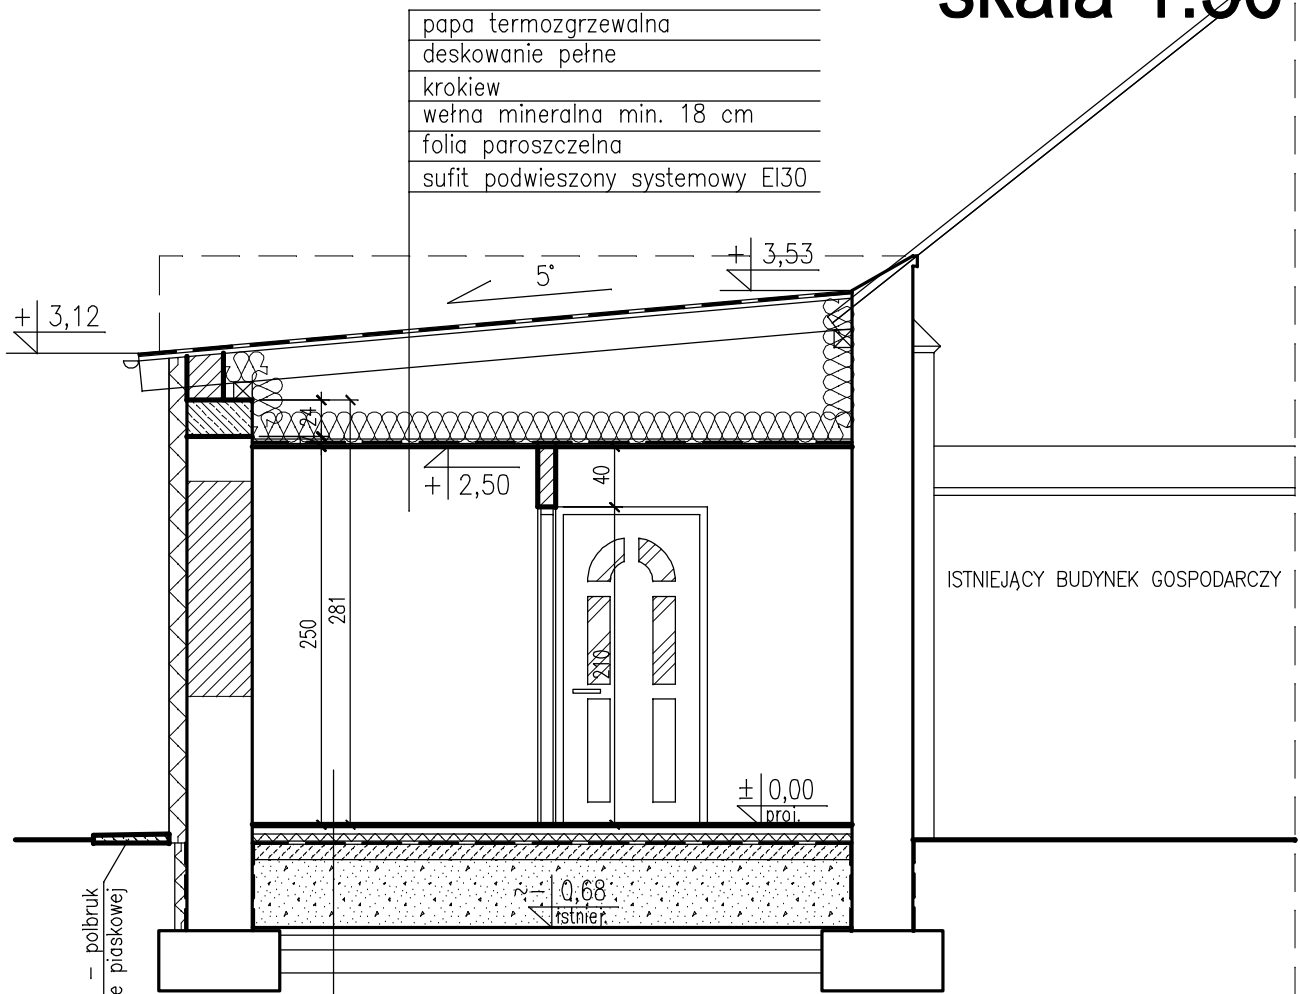 skala 1:50
papa termozgrzewalna
deskowanie pełne
krokiew
wełna mineralna min. 18 cm
folia paroszczelna
sufit podwieszony systemowy EI30
+ 3,53
5°
+ 3,12
24
+ 2,50
40
ISTNIEJĄCY BUDYNEK GOSPODARCZY
250
281
210
± 0,00
proj.
~- 0,68
istniej.
- polbruk
e piaskowej